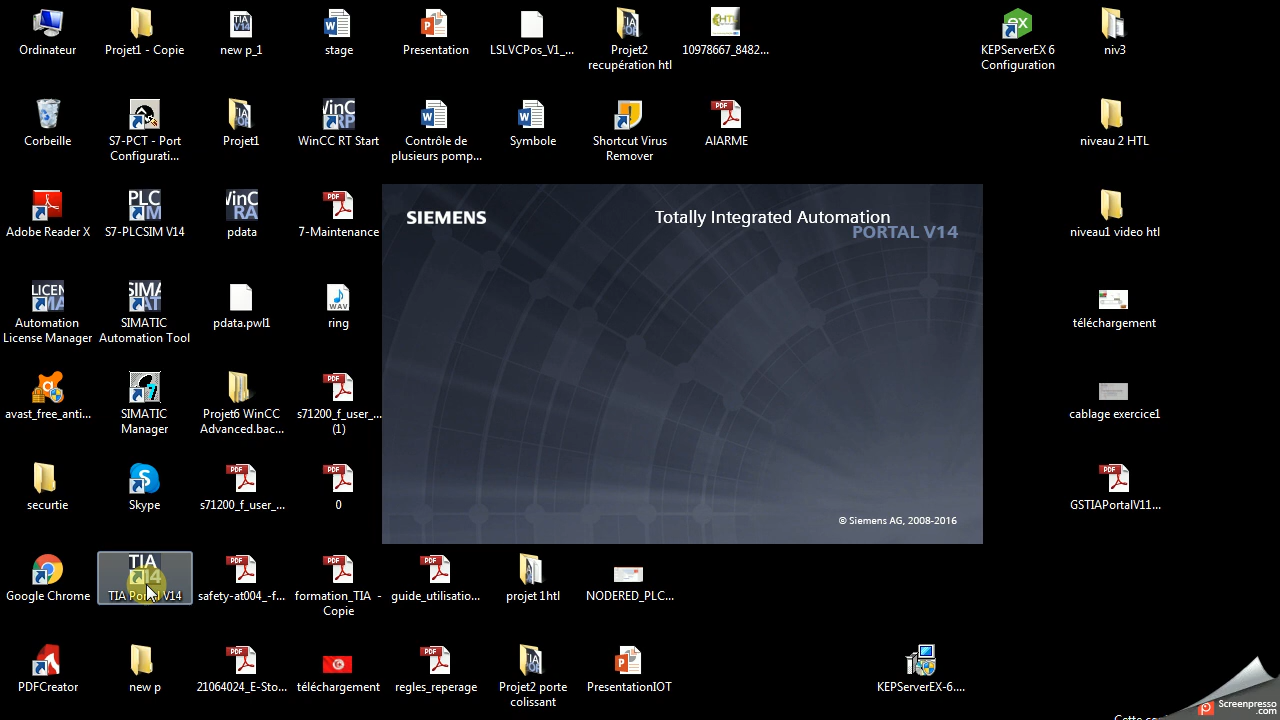 Ordinateur
Projet1 - Copie
new p_1
stage
Presentation
LSLVCPos_V1_...
Projet2
recupération htl
10978667_8482...
KEPServerEX 6
Configuration
niv3
Corbeille
S7-PCT - Port
Configurati...
Projet1
WinCC RT Start
Contrôle de
plusieurs pomp...
Symbole
Shortcut Virus
Remover
AIARME
niveau 2 HTL
Adobe Reader X
S7-PLCSIM V14
pdata
7-Maintenance
SIEMENS
Totally Integrated Automation
PORTAL V14
niveau1 video htl
Automation
License Manager
SIMATIC
Automation Tool
pdata.pwl1
ring
téléchargement
avast_free_anti...
SIMATIC
Manager
Projet6 WinCC
Advanced.bac...
s71200_f_user_...
(1)
cablage exercice1
securtie
Skype
s71200_f_user_...
0
© Siemens AG, 2008-2016
GSTIAPortalV11...
Google Chrome
TIA Portal V14
safety-at004_-f...
formation_TIA -
Copie
guide_utilisatio...
projet 1htl
NODERED_PLC...
PDFCreator
new p
21064024_E-Sto...
téléchargement
regles_reperage
Projet2 porte
colissant
PresentationIOT
KEPServerEX-6....
Screenpresso
.com